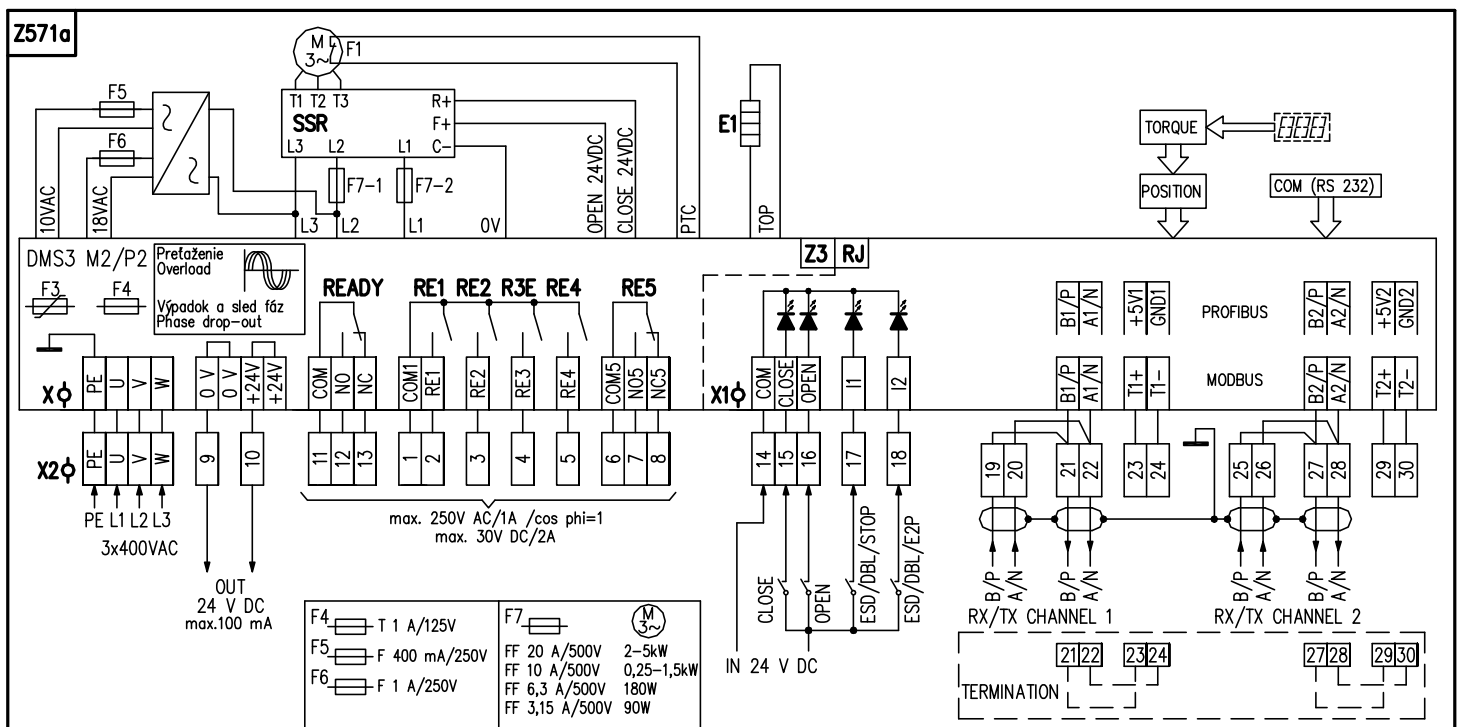 Z571a
M
3~
F1
T1 T2 T3
SSR
R+
F+
C-
L3 L2 L1
F5
F6
F7-1
F7-2
E1
10VAC
18VAC
L3
L2
L1
0V
OPEN 24VDC
CLOSE 24VDC
PTC
TOP
TORQUE
POSITION
COM (RS 232)
DMS3 M2/P2
F3
F4
Preťaženie
Overload
Výpadok a sled fáz
Phase drop-out
Z3 RJ
READY RE1 RE2 R3E RE4 RE5
X
PE U V W
0 V 0 V +24V +24V
COM NO NC
COM1 RE1 RE2 RE3 RE4
COM5 NO5 NC5
X1
COM CLOSE OPEN I1 I2
B1/P A1/N +5V1 GND1
PROFIBUS
B2/P A2/N +5V2 GND2
B1/P A1/N T1+ T1-
MODBUS
B2/P A2/N T2+ T2-
X2
PE U V W
9 10
11 12 13
1 2 3 4 5
6 7 8
14 15 16 17 18
19 20 21 22 23 24
25 26 27 28 29 30
PE L1 L2 L3
3x400VAC
OUT
24 V DC
max.100 mA
max. 250V AC/1A /cos phi=1
max. 30V DC/2A
CLOSE
OPEN
ESD/DBL/STOP
ESD/DBL/E2P
IN 24 V DC
B/P A/N B/P A/N
RX/TX CHANNEL 1
B/P A/N B/P A/N
RX/TX CHANNEL 2
F4 T 1 A/125V
F5 F 400 mA/250V
F6 F 1 A/250V
F7
M
3~
FF 20 A/500V 2-5kW
FF 10 A/500V 0,25-1,5kW
FF 6,3 A/500V 180W
FF 3,15 A/500V 90W
21 22 23 24
27 28 29 30
TERMINATION